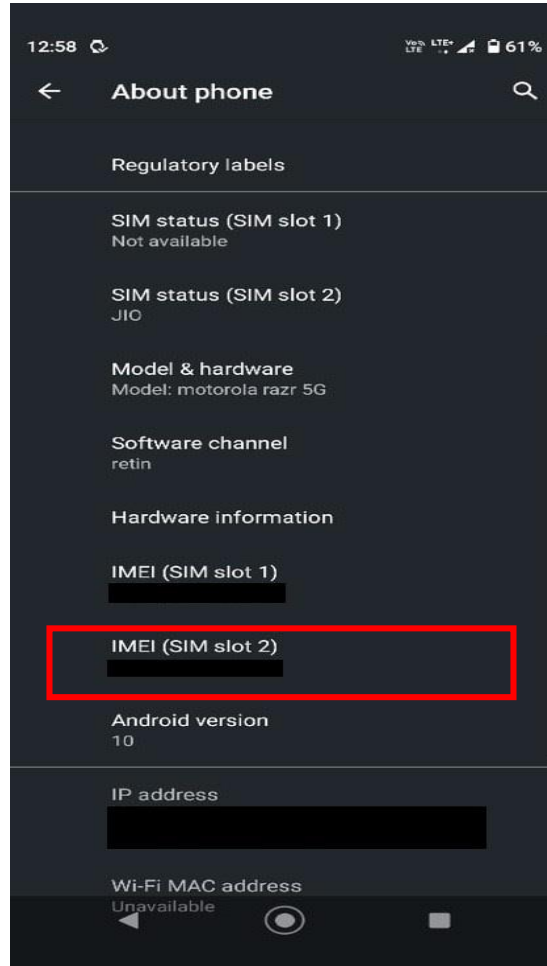 12:58 61%
About phone
Regulatory labels
SIM status (SIM slot 1)
Not available
SIM status (SIM slot 2)
JIO
Model & hardware
Model: motorola razr 5G
Software channel
retin
Hardware information
IMEI (SIM slot 1)
IMEI (SIM slot 2)
Android version
10
IP address
Wi-Fi MAC address
Unavailable